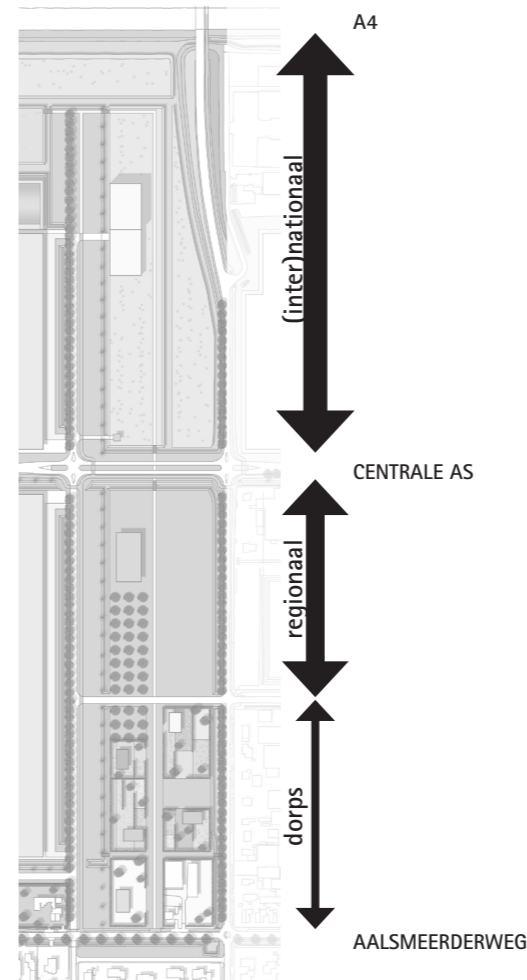 A4
(inter)nationaal
CENTRALE AS
regionaal
dorps
AALSMEERDERWEG